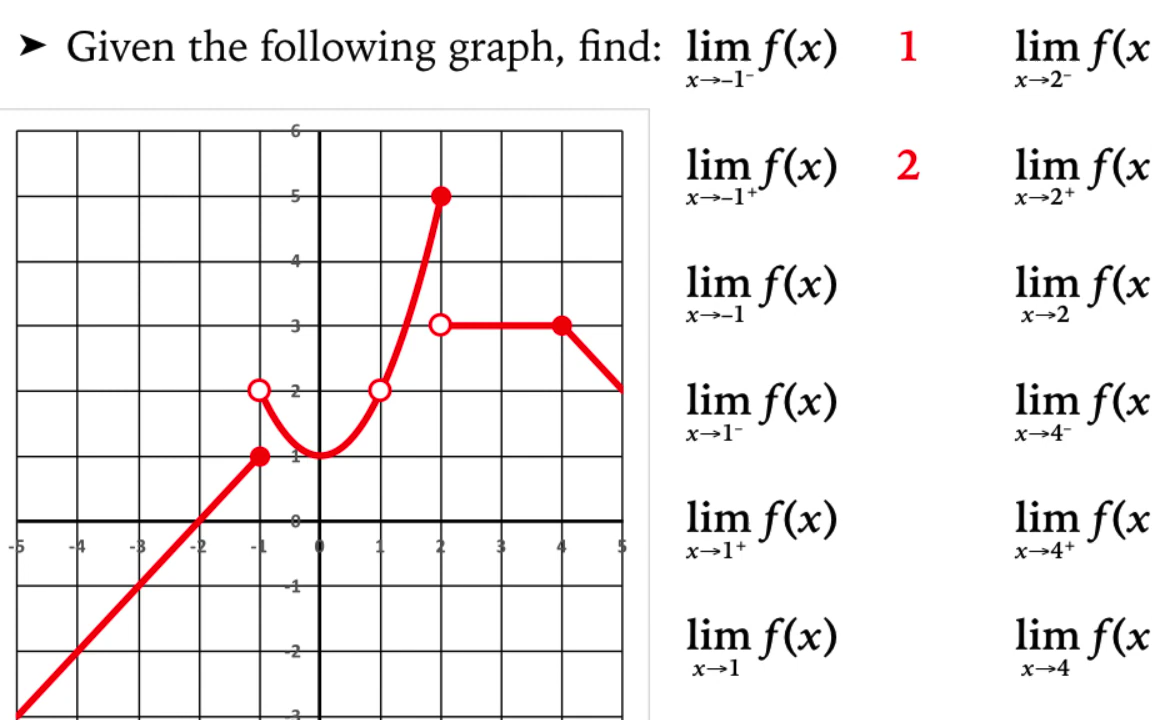 ➤ Given the following graph, find:
lim f(x) 1
x→–1⁻
lim f(x) 2
x→–1⁺
lim f(x)
x→–1
lim f(x)
x→1⁻
lim f(x)
x→1⁺
lim f(x)
x→1
lim f(x
x→2⁻
lim f(x
x→2⁺
lim f(x
x→2
lim f(x
x→4⁻
lim f(x
x→4⁺
lim f(x
x→4
6
5
4
3
2
1
0
-5 -4 -3 -2 -1 0 1 2 3 4 5
-1
-2
-3